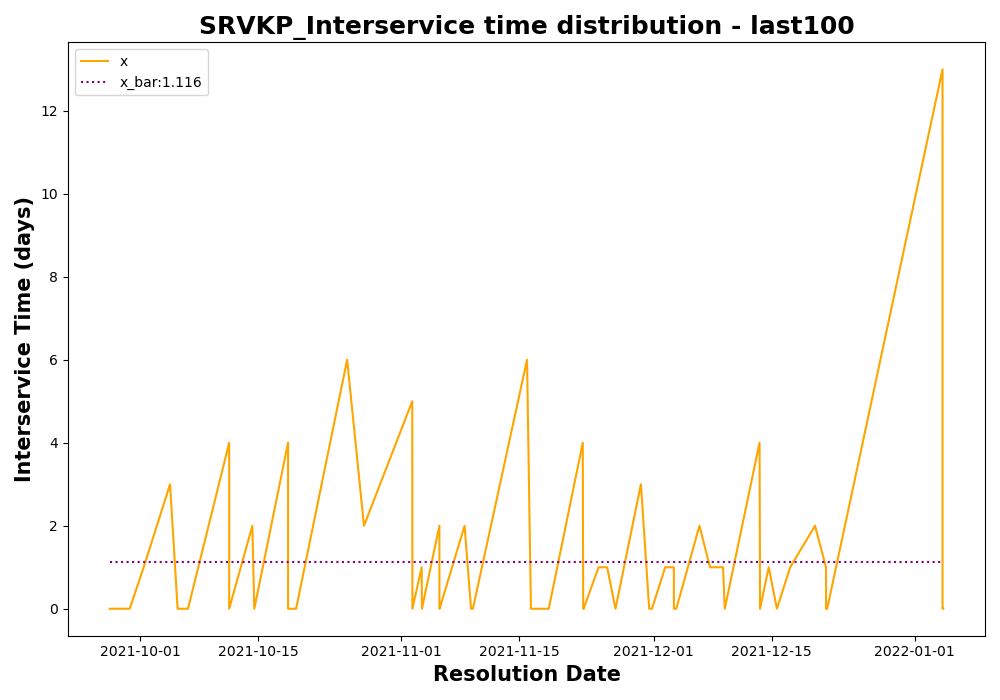 SRVKP_Interservice time distribution - last100
x
x_bar:1.116
12
10
8
6
4
2
0
Interservice Time (days)
2021-10-01 2021-10-15 2021-11-01 2021-11-15 2021-12-01 2021-12-15 2022-01-01
Resolution Date